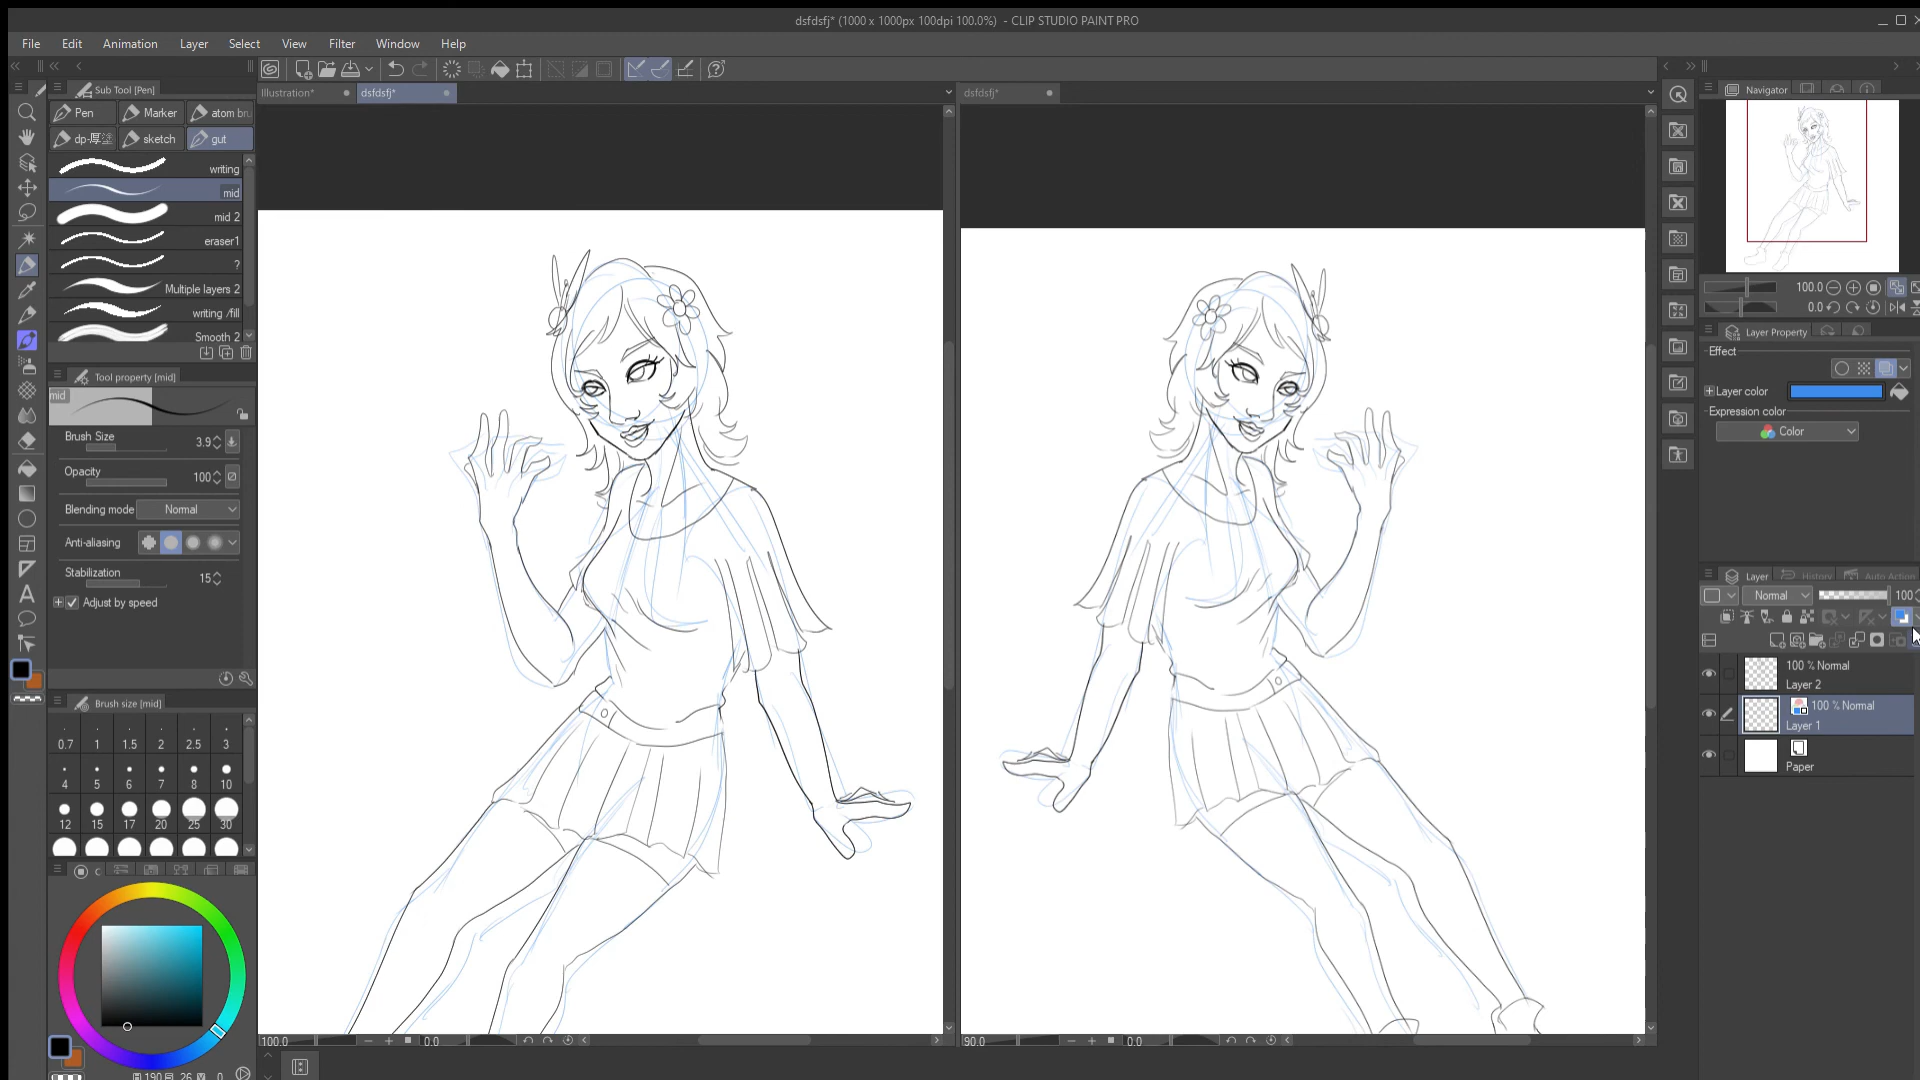 dsfdsfj* (1000 x 1000px 100dpi 100.0%) - CLIP STUDIO PAINT PRO
File Edit Animation Layer Select View Filter Window Help
Sub Tool [Pen]
Pen Marker atom bru
dp-厚塗 sketch gut
writing
mid
mid 2
eraser1
?
Multiple layers 2
writing /fill
Smooth 2
Tool property [mid]
mid
Brush Size 3.9
Opacity 100
Blending mode Normal
Anti-aliasing
Stabilization 15
Adjust by speed
Brush size [mid]
0.7 1 1.5 2 2.5 3
4 5 6 7 8 10
12 15 17 20 25 30
190 26 0
Illustration* dsfdsfj*
100.0 0.0
dsfdsfj*
90.0 0.0
Navigator
100.0
0.0
Layer Property
Effect
Layer color
Expression color
Color
Layer History Auto Action
Normal 100
100 % Normal
Layer 2
100 % Normal
Layer 1
Paper